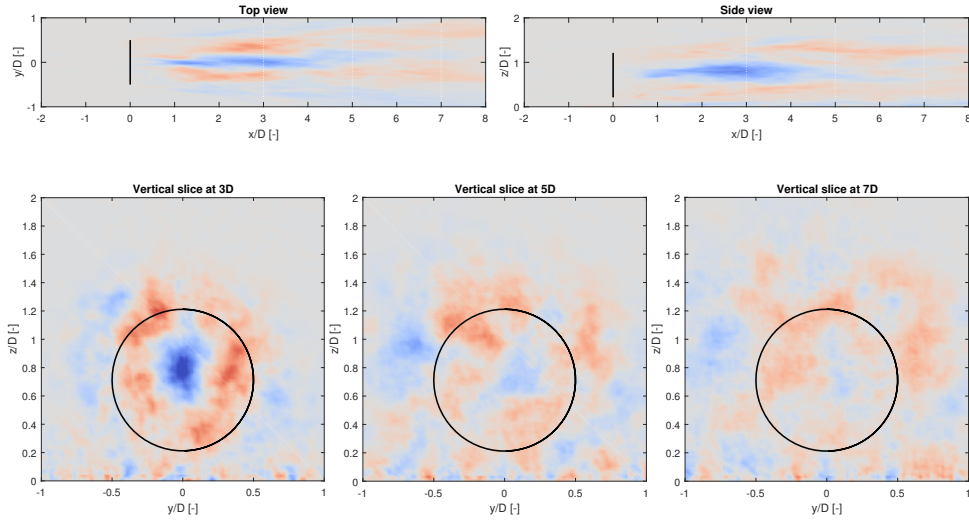 Top view
1
0
-1
y/D [-]
-2 -1 0 1 2 3 4 5 6 7 8
x/D [-]
Side view
2
1
0
z/D [-]
-2 -1 0 1 2 3 4 5 6 7 8
x/D [-]
Vertical slice at 3D
2
1.8
1.6
1.4
1.2
1
0.8
0.6
0.4
0.2
0
z/D [-]
-1 -0.5 0 0.5 1
y/D [-]
Vertical slice at 5D
2
1.8
1.6
1.4
1.2
1
0.8
0.6
0.4
0.2
0
z/D [-]
-1 -0.5 0 0.5 1
y/D [-]
Vertical slice at 7D
2
1.8
1.6
1.4
1.2
1
0.8
0.6
0.4
0.2
0
z/D [-]
-1 -0.5 0 0.5 1
y/D [-]